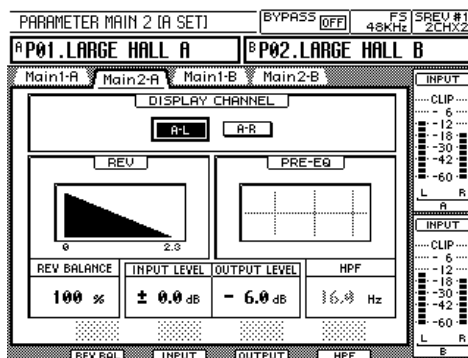 PARAMETER MAIN 2 [A SET]
BYPASS OFF
FS 48KHz
SREV #1 2CHX2
A P01.LARGE HALL A
B P02.LARGE HALL B
Main1-A Main2-A Main1-B Main2-B
DISPLAY CHANNEL
A-L A-R
REV
0 2.3
PRE-EQ
REV BALANCE INPUT LEVEL OUTPUT LEVEL HPF
100 % ± 0.0 dB - 6.0 dB 16.0 Hz
REV BAL INPUT OUTPUT HPF
INPUT
CLIP
- 6
-12
-18
-30
-42
-60
L R
A
INPUT
CLIP
- 6
-12
-18
-30
-42
-60
L R
B